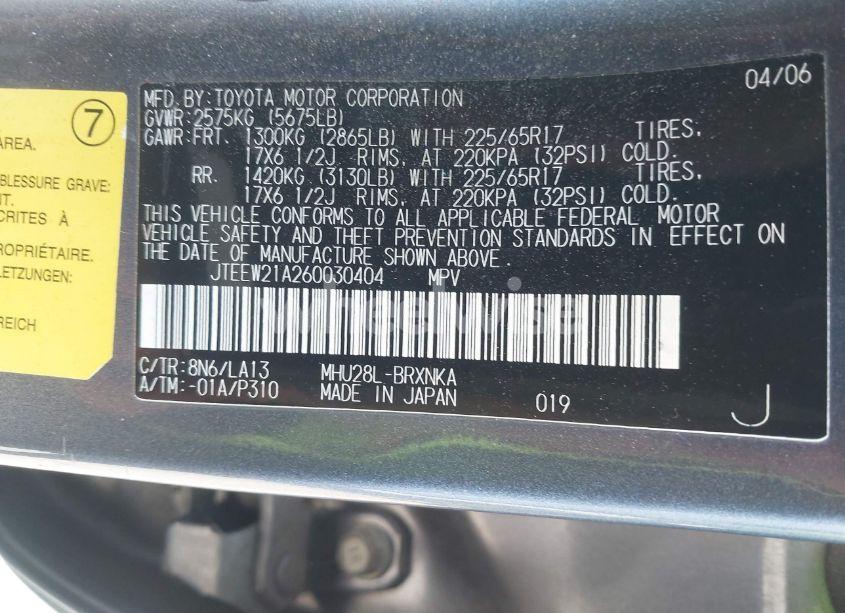 7
AREA.
BLESSURE GRAVE:
CRITES À
ROPRIÉTAIRE.
LETZUNGEN:
REICH
04/06
MFD. BY: TOYOTA MOTOR CORPORATION
GVWR: 2575KG (5675LB)
GAWR: FRT. 1300KG (2865LB) WITH 225/65R17 TIRES,
17X6 1/2J RIMS, AT 220KPA (32PSI) COLD.
RR. 1420KG (3130LB) WITH 225/65R17 TIRES,
17X6 1/2J RIMS, AT 220KPA (32PSI) COLD.
THIS VEHICLE CONFORMS TO ALL APPLICABLE FEDERAL MOTOR
VEHICLE SAFETY AND THEFT PREVENTION STANDARDS IN EFFECT ON
THE DATE OF MANUFACTURE SHOWN ABOVE.
JTEEW21A260030404 MPV
C/TR: 8N6/LA13 MHU28L-BRXNKA
A/TM: -01A/P310 MADE IN JAPAN 019 J